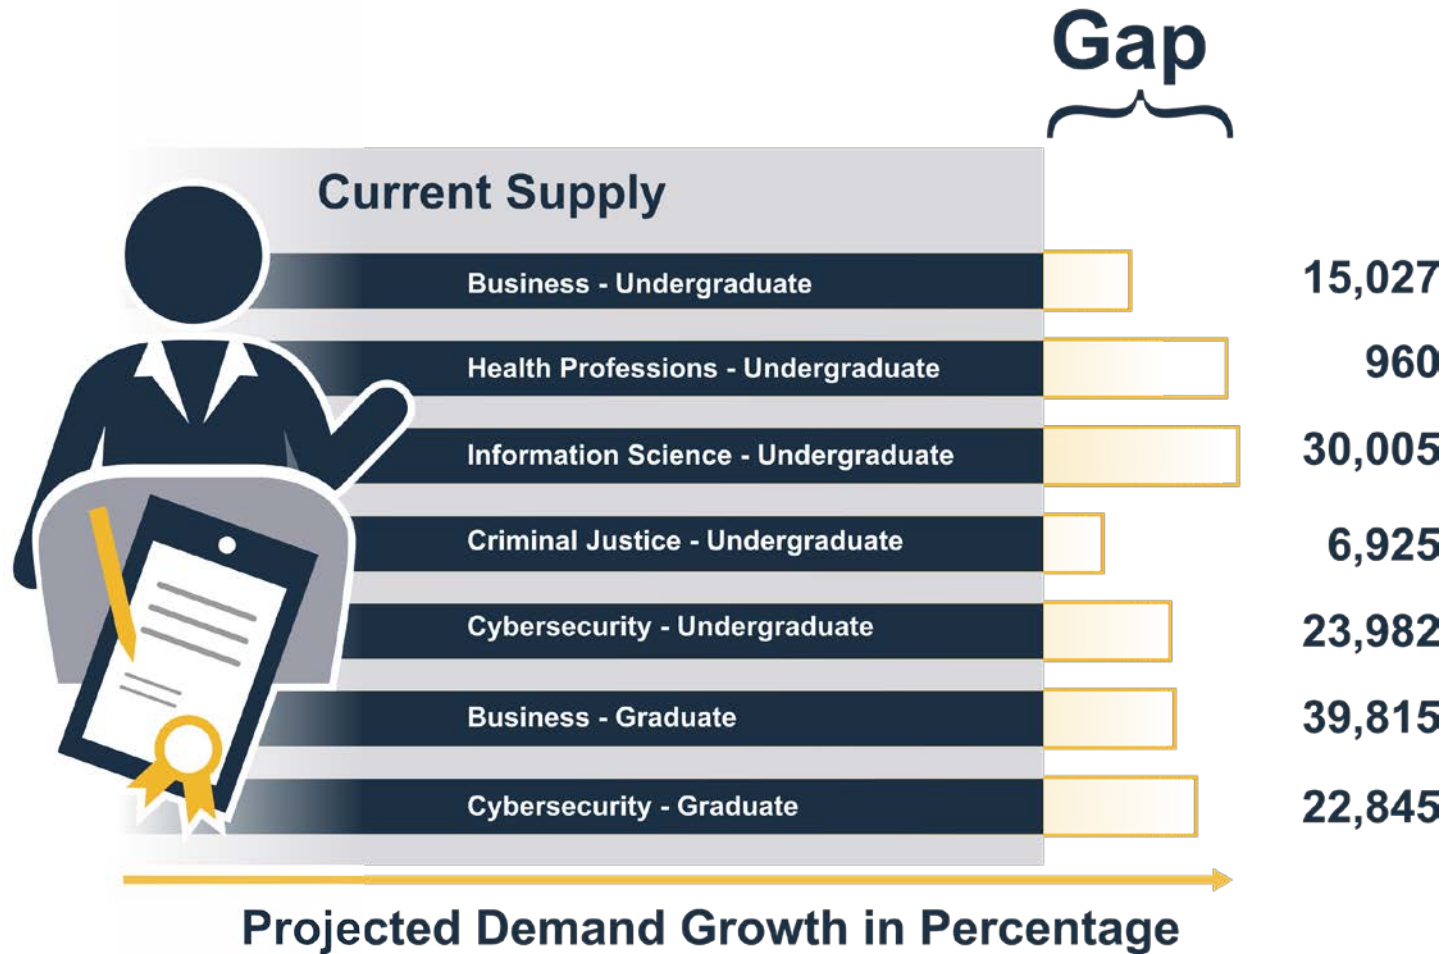 Gap
Current Supply
Business - Undergraduate 15,027
Health Professions - Undergraduate 960
Information Science - Undergraduate 30,005
Criminal Justice - Undergraduate 6,925
Cybersecurity - Undergraduate 23,982
Business - Graduate 39,815
Cybersecurity - Graduate 22,845
Projected Demand Growth in Percentage